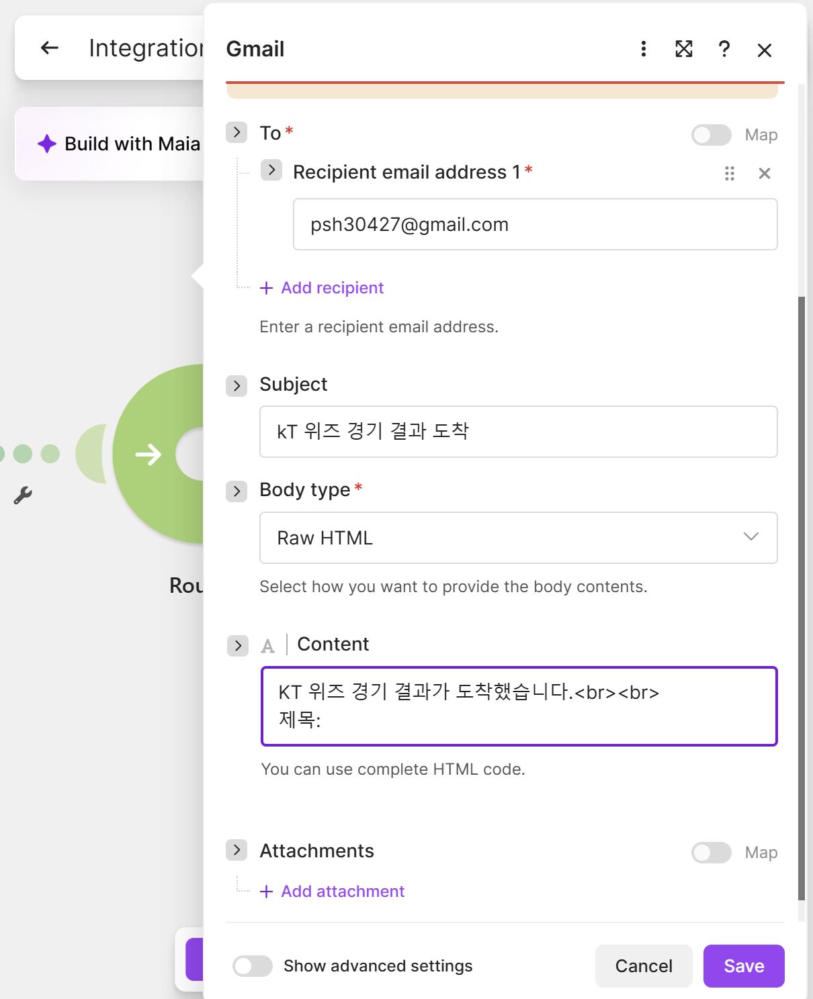 Integration
Gmail
Build with Maia
To*
Map
Recipient email address 1*
psh30427@gmail.com
+ Add recipient
Enter a recipient email address.
Subject
kT 위즈 경기 결과 도착
Body type*
Raw HTML
Rou
Select how you want to provide the body contents.
A | Content
KT 위즈 경기 결과가 도착했습니다.<br><br>
제목:
You can use complete HTML code.
Attachments
Map
+ Add attachment
Show advanced settings
Cancel
Save